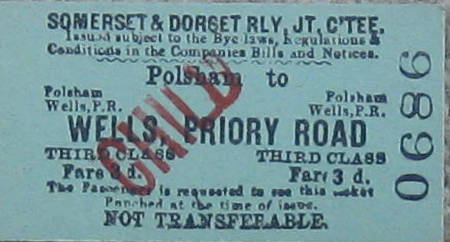 SOMERSET & DORSET RLY. JT. C'TEE.
Issued subject to the Bye-laws, Regulations &
Conditions in the Companies Bills and Notices.
Polsham to
Polsham Polsham
Wells, P.R. Wells, P.R.
WELLS, PRIORY ROAD
CHILD
THIRD CLASS THIRD CLASS
Fare 3 d. Fare 3 d.
The Passenger is requested to see this ticket
Punched at the time of issue.
NOT TRANSFERABLE.
0686